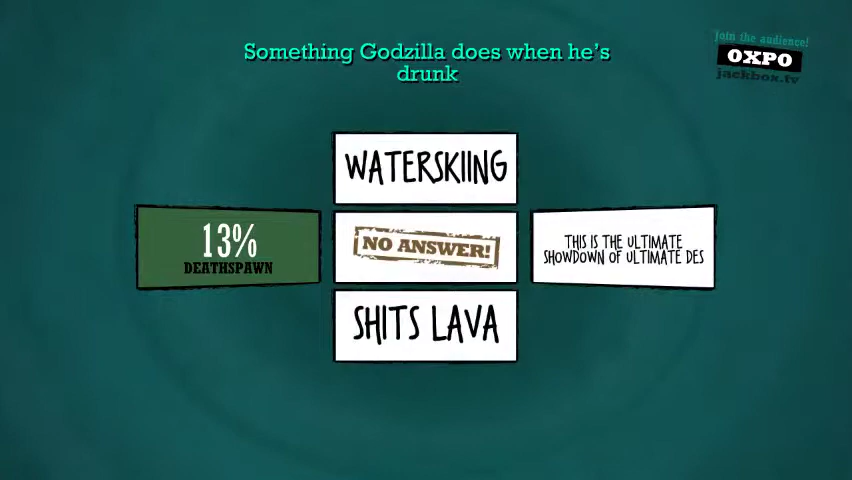 Something Godzilla does when he's
drunk
Join the audience!
OXPO
jackbox.tv
WATERSKIING
13%
DEATHSPAWN
NO ANSWER!
THIS IS THE ULTIMATE
SHOWDOWN OF ULTIMATE DES
SHITS LAVA